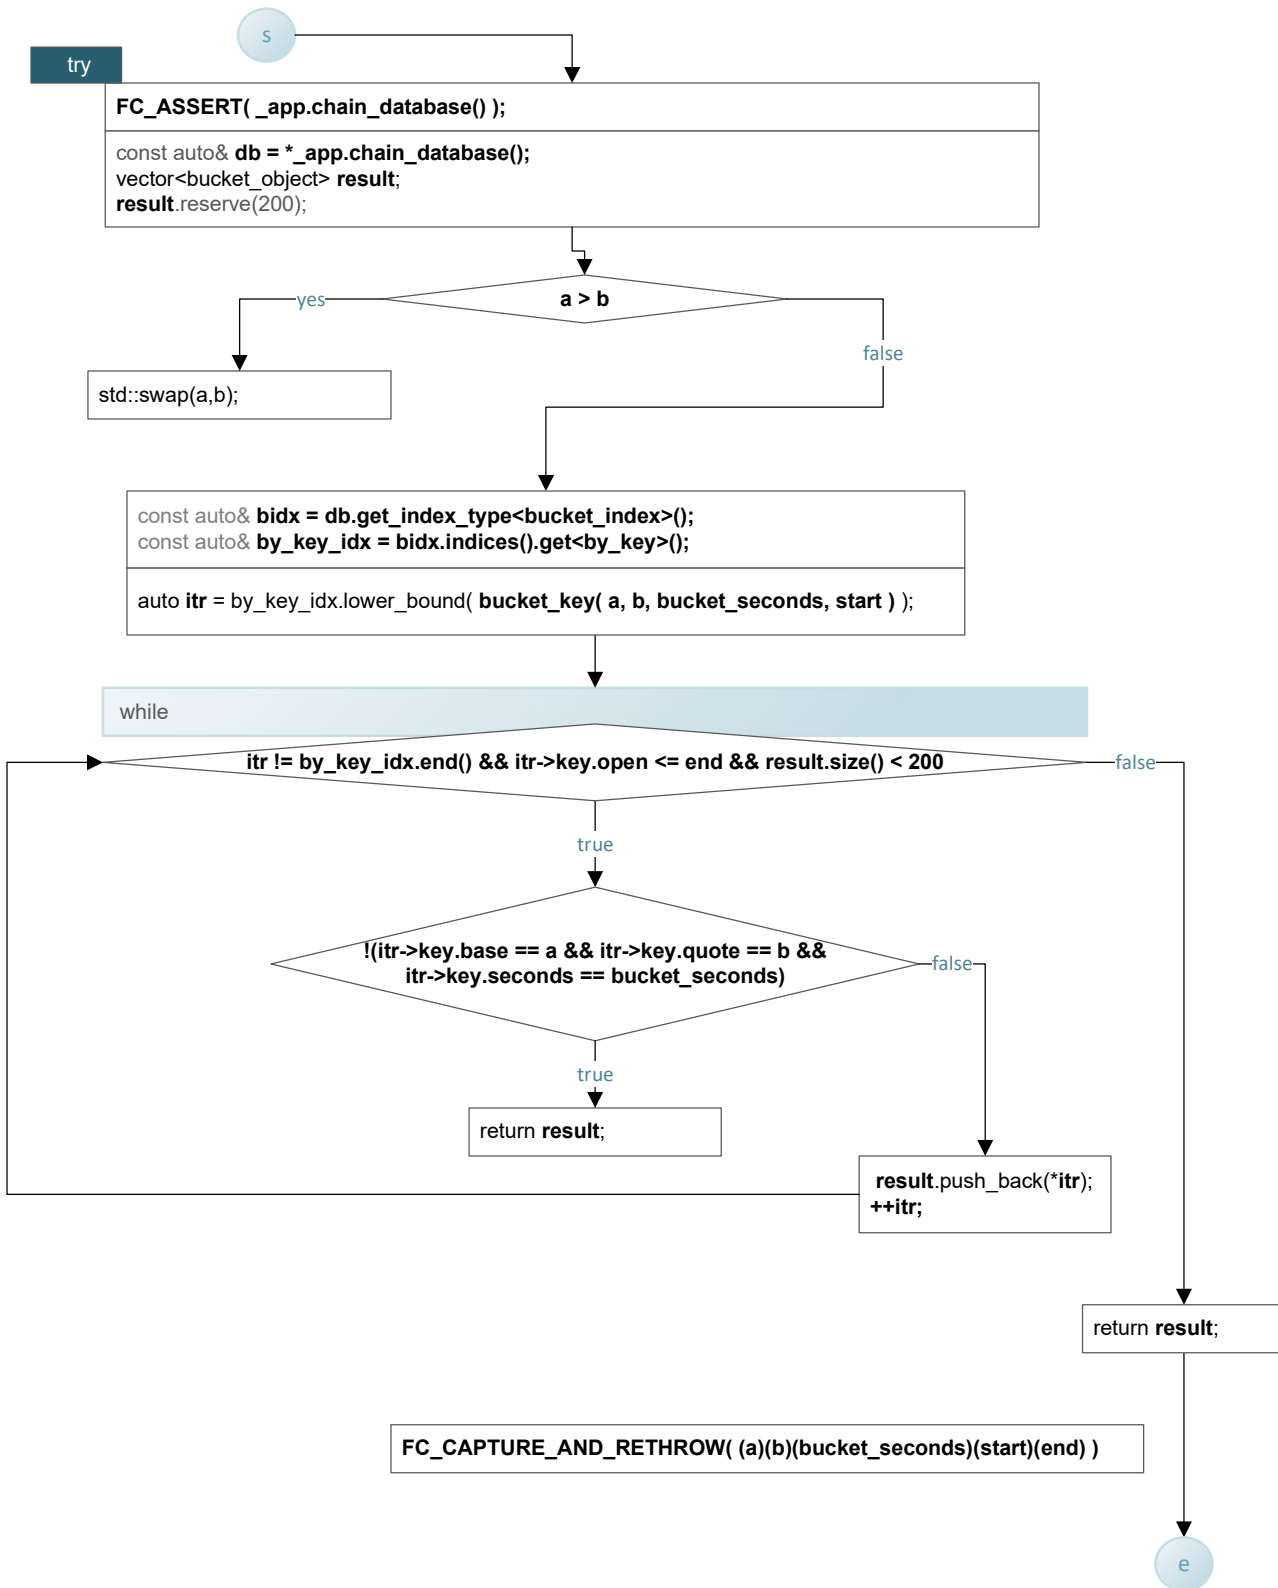 s
try
FC_ASSERT( _app.chain_database() );
const auto& db = *_app.chain_database();
vector<bucket_object> result;
result.reserve(200);
a > b
yes
false
std::swap(a,b);
const auto& bidx = db.get_index_type<bucket_index>();
const auto& by_key_idx = bidx.indices().get<by_key>();
auto itr = by_key_idx.lower_bound( bucket_key( a, b, bucket_seconds, start ) );
while
itr != by_key_idx.end() && itr->key.open <= end && result.size() < 200
false
true
!(itr->key.base == a && itr->key.quote == b &&
itr->key.seconds == bucket_seconds)
false
true
return result;
result.push_back(*itr);
++itr;
return result;
FC_CAPTURE_AND_RETHROW( (a)(b)(bucket_seconds)(start)(end) )
e